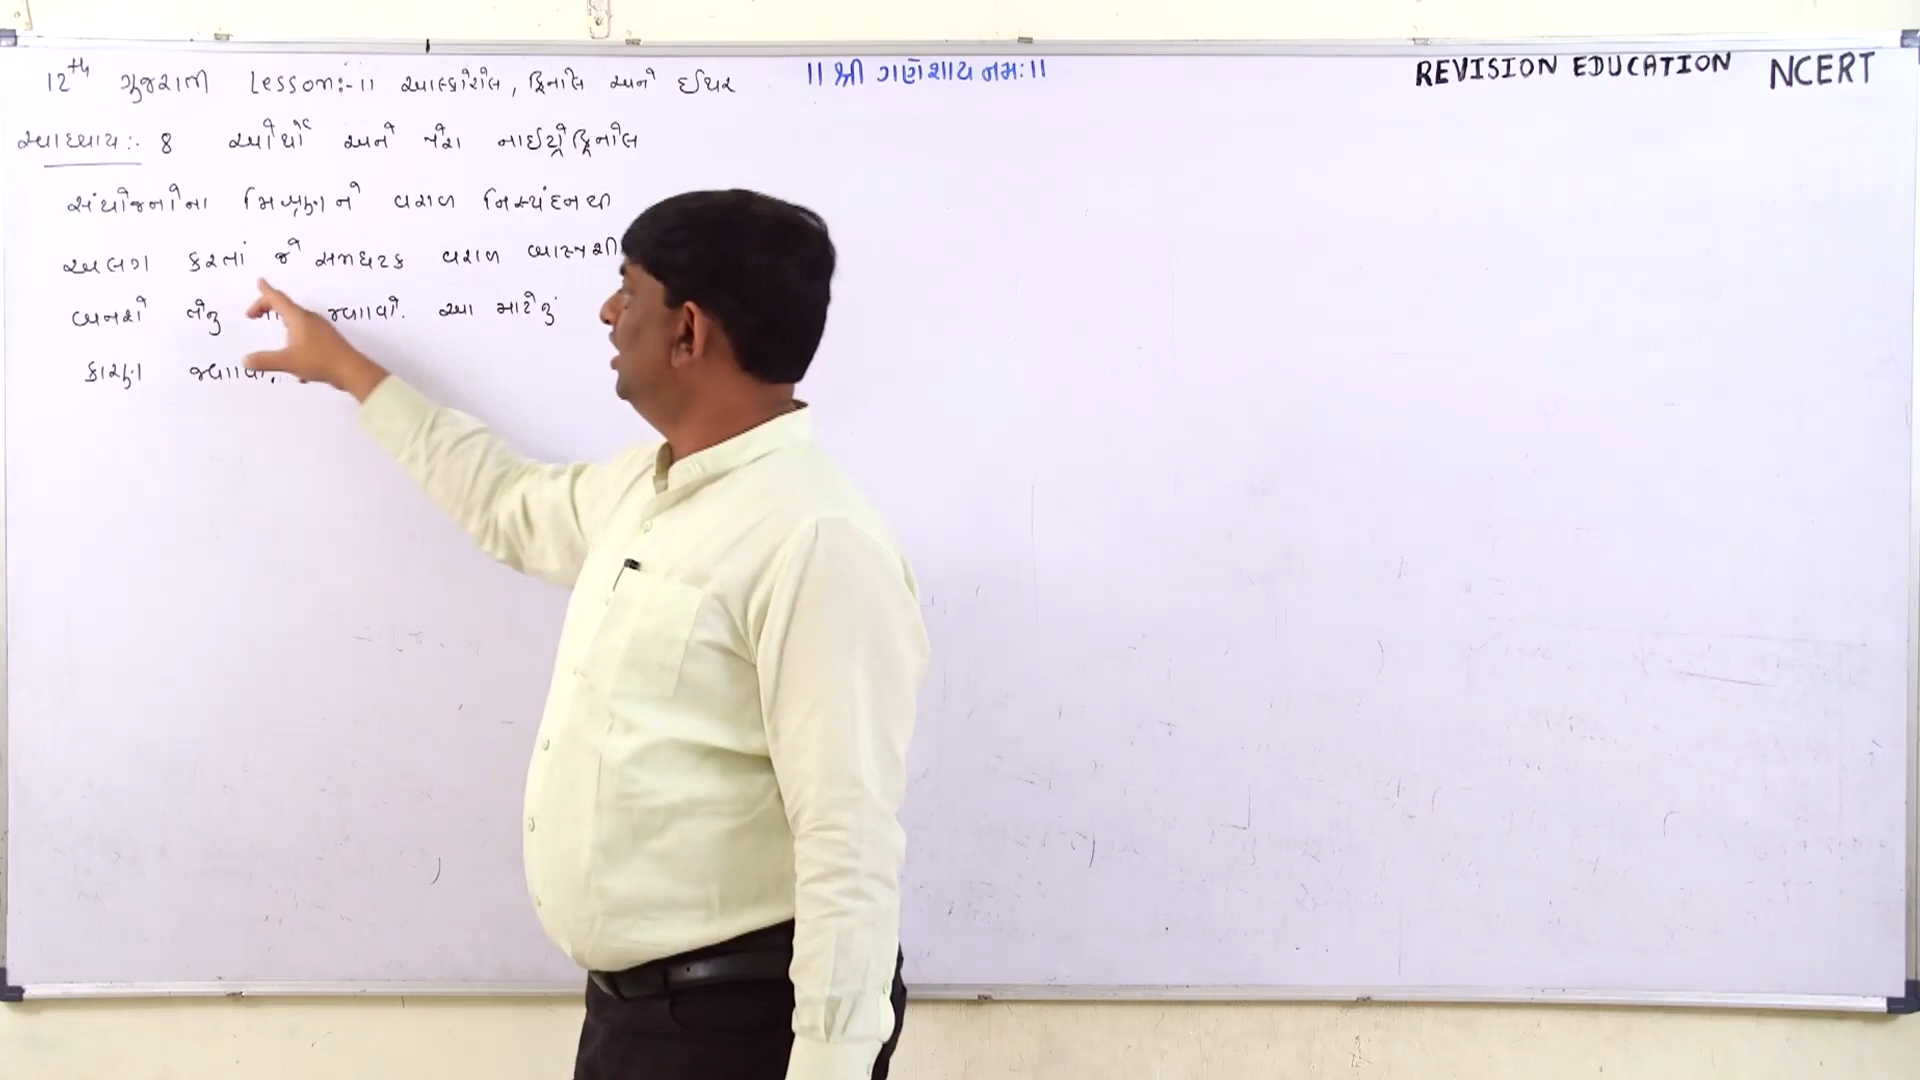 12th ગુજરાતી Lesson:-11 આલ્કોહોલ, ફિનોલ અને ઈથર
॥ શ્રી ગણેશાય નમઃ ॥
REVISION EDUCATION NCERT
સ્વાધ્યાય:- 8 ઓર્થો અને પેરા નાઈટ્રોફિનોલ
સંયોજનોના મિશ્રણને વરાળ નિસ્યંદનથી
અલગ કરતાં જે સમઘટક વરાળ બાષ્પશી
બનશે તેનું જણાવો. આ માટેનું
કારણ જણાવો.